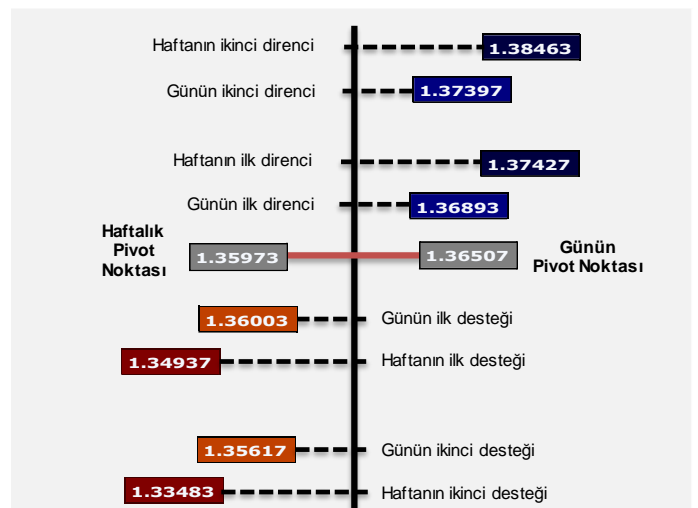 Haftanın ikinci direnci
1.38463
Günün ikinci direnci
1.37397
Haftanın ilk direnci
1.37427
Günün ilk direnci
1.36893
Haftalık
Pivot
Noktası
1.35973
1.36507
Günün
Pivot Noktası
1.36003
Günün ilk desteği
1.34937
Haftanın ilk desteği
1.35617
Günün ikinci desteği
1.33483
Haftanın ikinci desteği